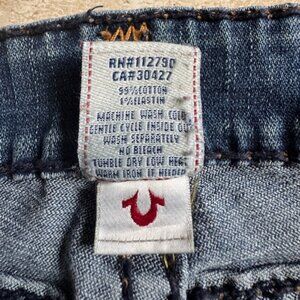 RN#112790
CA#30427
99% COTTON
1% ELASTIN
MACHINE WASH COLD
GENTLE CYCLE INSIDE OUT
WASH SEPARATELY
NO BLEACH
TUMBLE DRY LOW HEAT
WARM IRON IF NEEDED